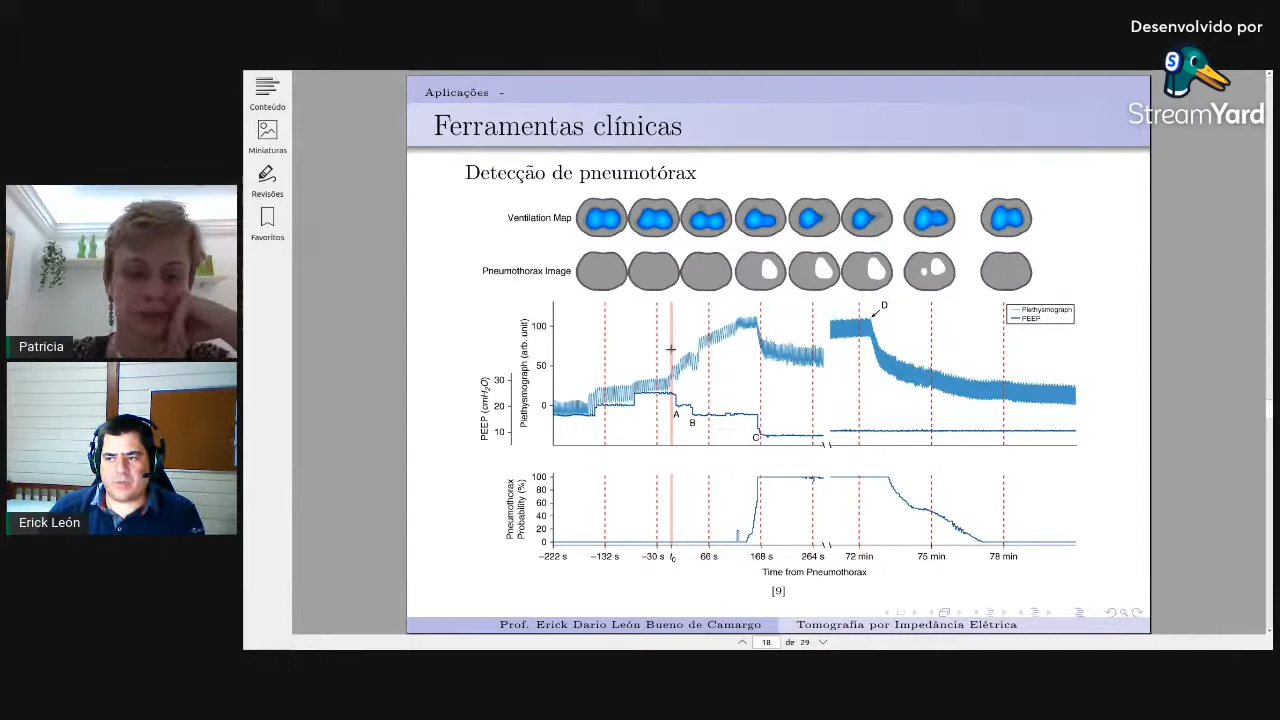 Desenvolvido por
StreamYard
Conteúdo
Miniaturas
Revisões
Favoritos
Patricia
Erick León
Aplicações -
Ferramentas clínicas
Detecção de pneumotórax
Ventilation Map
Pneumothorax Image
PEEP (cmH2O)
30
20
10
Plethysmograph (arb. unit)
100
50
0
A
B
C
D
Plethysmograph
PEEP
Pneumothorax
Probability (%)
100
80
60
40
20
0
−222 s −132 s −30 s t0 66 s 168 s 264 s 72 min 75 min 78 min
Time from Pneumothorax
[9]
Prof. Erick Dario León Bueno de Camargo Tomografia por Impedância Elétrica
18 de 29